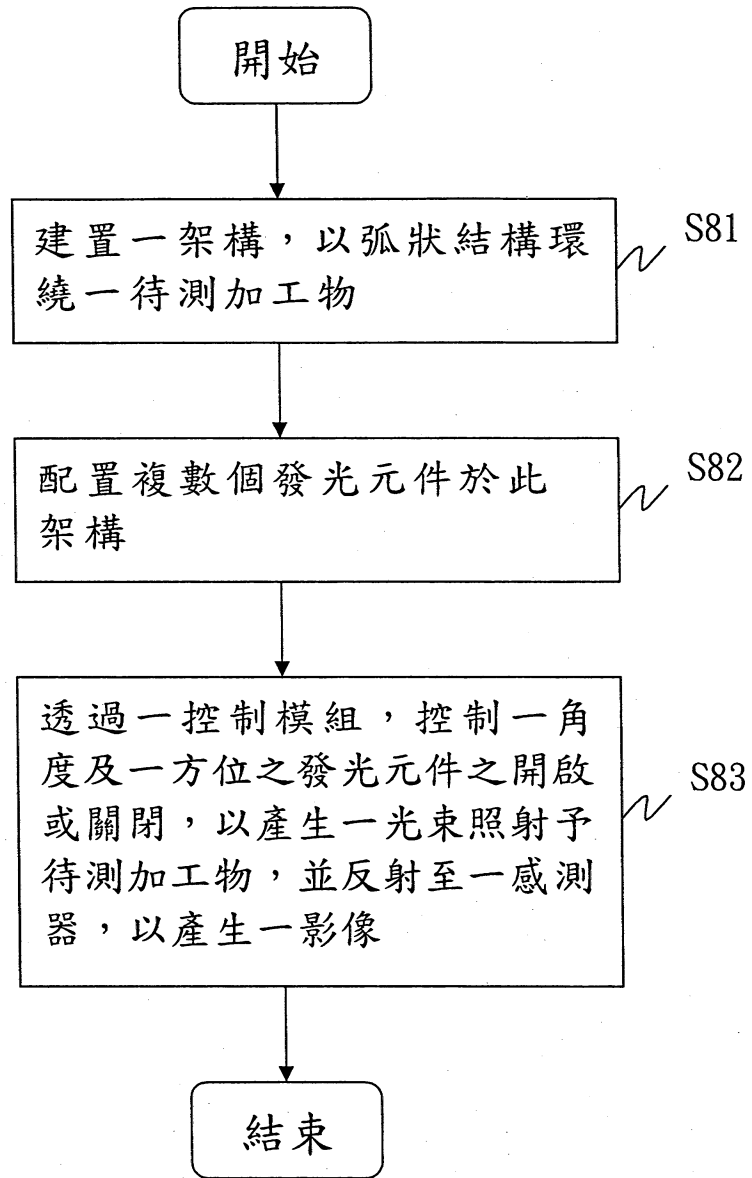 開始
建置一架構，以弧狀結構環
繞一待測加工物
S81
配置複數個發光元件於此
架構
S82
透過一控制模組，控制一角
度及一方位之發光元件之開啟
或關閉，以產生一光束照射予
待測加工物，並反射至一感測
器，以產生一影像
S83
結束